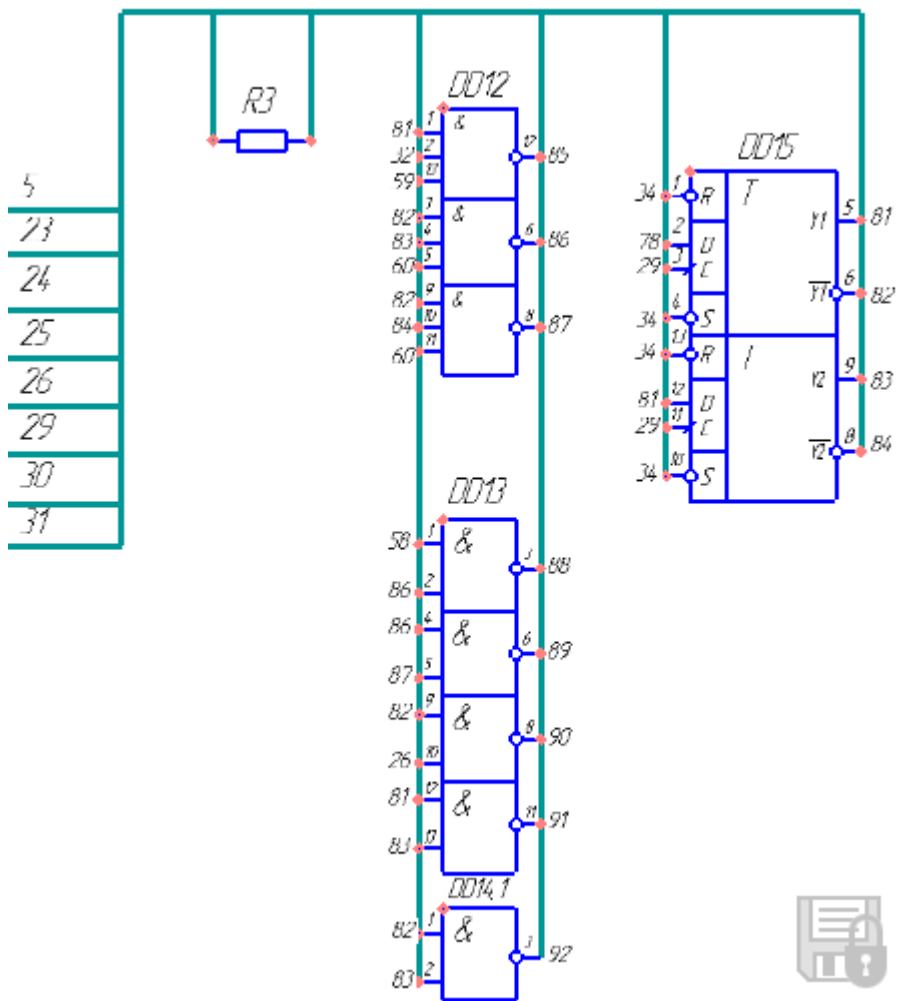 R3
5
23
24
25
26
29
30
31
DD12
81 1 &
32 2
59 13
12 85
82 3 &
83 4
60 5
6 86
82 9 &
84 10
60 11
8 87
DD13
58 1 &
86 2
3 88
86 4 &
87 5
6 89
82 9 &
26 10
8 90
81 12 &
83 13
11 91
DD14,1
82 1 &
83 2
3 92
DD15
34 1 R T
78 2 D
29 3 C
34 4 S
Y1 5 81
Y1 6 82
34 13 R
81 12 D
29 11 C
34 10 S
Y2 9 83
Y2 8 84